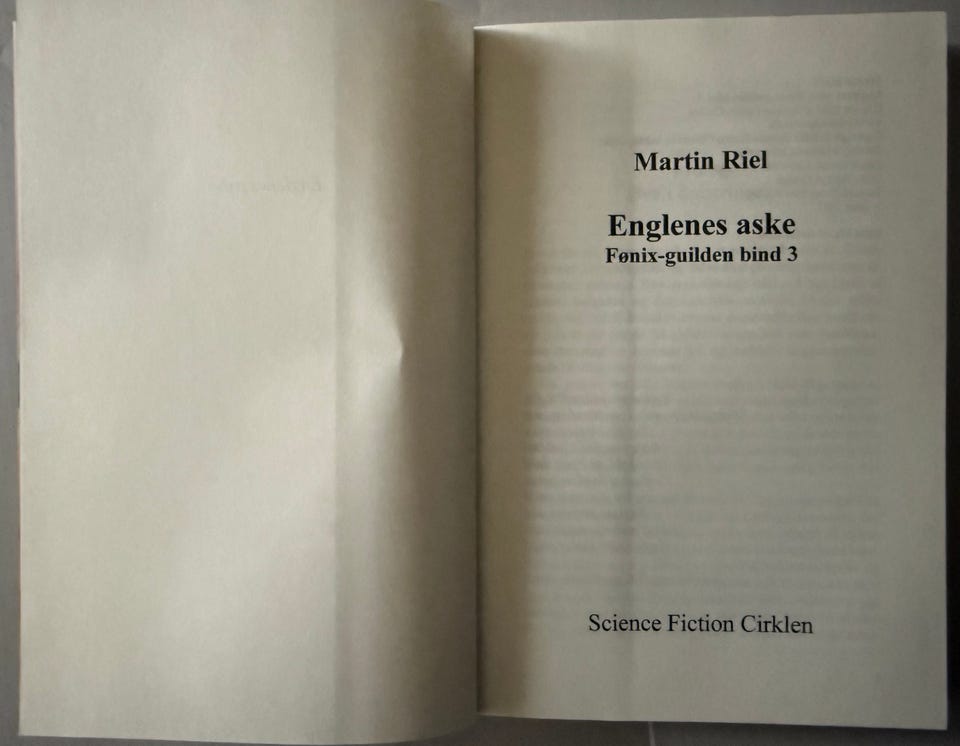 Martin Riel
Englenes aske
Fønix-guilden bind 3
Science Fiction Cirklen